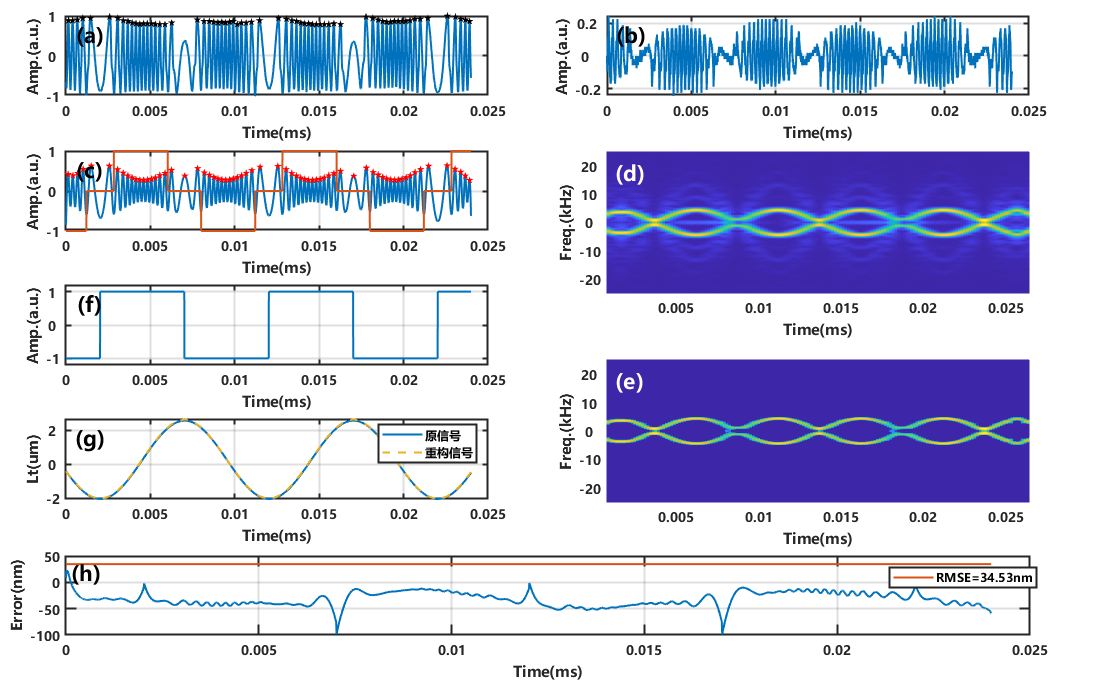 (a)
Amp.(a.u.)
1
0
-1
0
0.005
0.01
0.015
0.02
0.025
Time(ms)
(b)
Amp.(a.u.)
0.2
0
-0.2
0
0.005
0.01
0.015
0.02
0.025
Time(ms)
(c)
Amp.(a.u.)
1
0
-1
0
0.005
0.01
0.015
0.02
0.025
Time(ms)
(d)
Freq.(kHz)
20
10
0
-10
-20
0.005
0.01
0.015
0.02
0.025
Time(ms)
(f)
Amp.(a.u.)
1
0
-1
0
0.005
0.01
0.015
0.02
0.025
Time(ms)
(e)
Freq.(kHz)
20
10
0
-10
-20
0.005
0.01
0.015
0.02
0.025
Time(ms)
(g)
Lt(um)
2
0
-2
原信号
重构信号
0
0.005
0.01
0.015
0.02
0.025
Time(ms)
(h)
Error(nm)
50
0
-50
-100
RMSE=34.53nm
0
0.005
0.01
0.015
0.02
0.025
Time(ms)